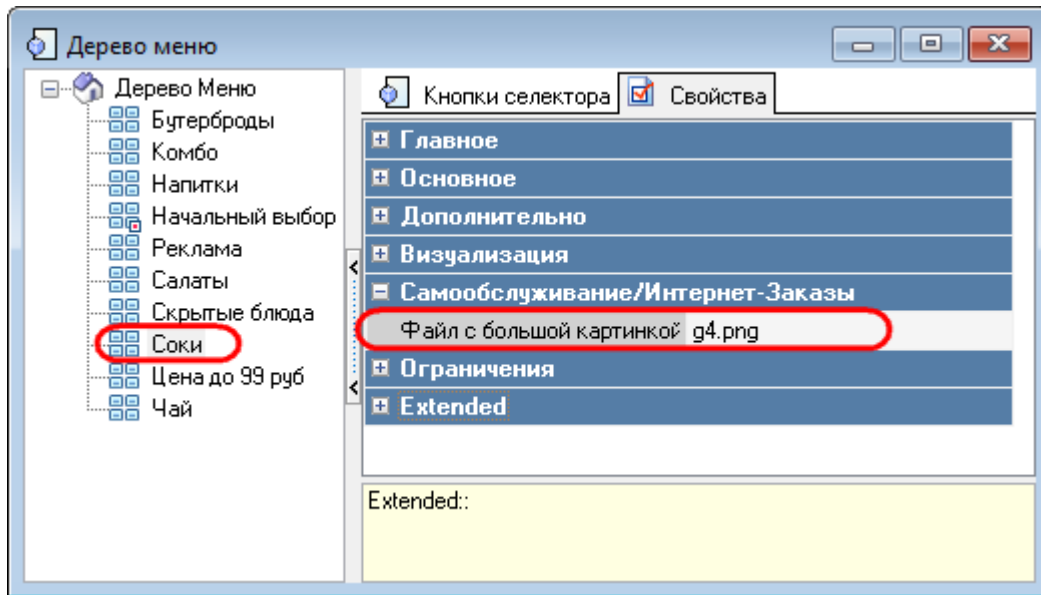 Дерево меню
Дерево Меню
Бутерброды
Комбо
Напитки
Начальный выбор
Реклама
Салаты
Скрытые блюда
Соки
Цена до 99 руб
Чай
Кнопки селектора Свойства
Главное
Основное
Дополнительно
Визуализация
Самообслуживание/Интернет-Заказы
Файл с большой картинкой g4.png
Ограничения
Extended
Extended::